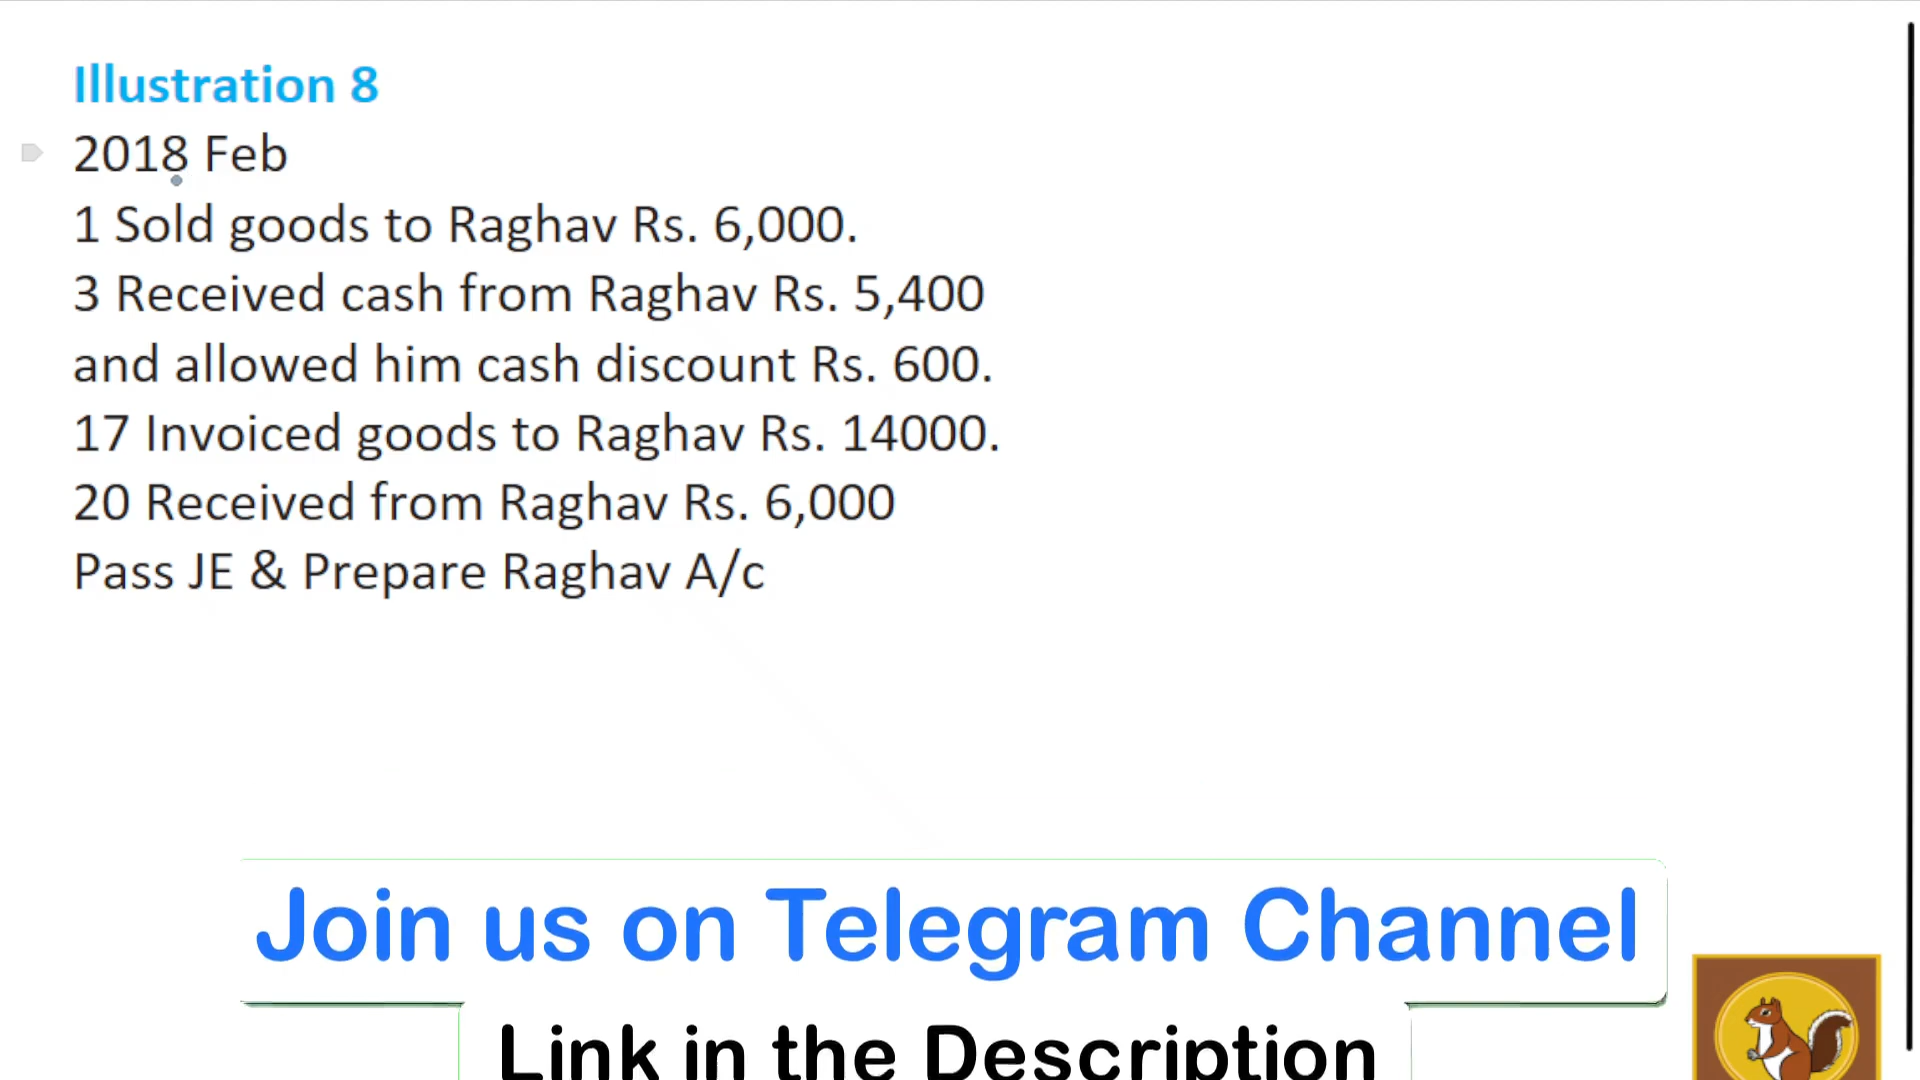 Illustration 8
2018 Feb
1 Sold goods to Raghav Rs. 6,000.
3 Received cash from Raghav Rs. 5,400
and allowed him cash discount Rs. 600.
17 Invoiced goods to Raghav Rs. 14000.
20 Received from Raghav Rs. 6,000
Pass JE & Prepare Raghav A/c
Join us on Telegram Channel
Link in the Description